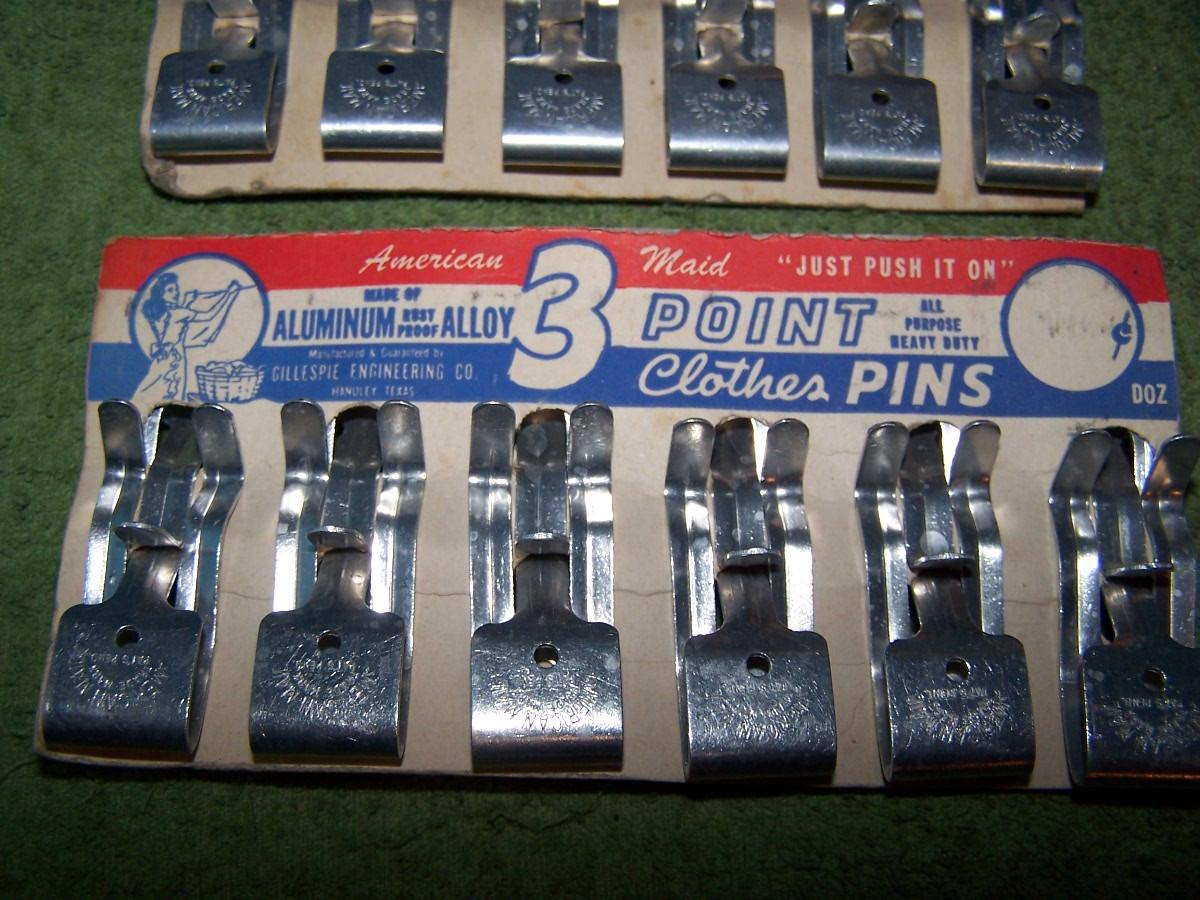 American 3 Maid "JUST PUSH IT ON"
MADE OF
ALUMINUM RUST PROOF ALLOY
POINT
ALL
PURPOSE
HEAVY DUTY
Manufactured & Guaranteed by
GILLESPIE ENGINEERING CO.
HANDLEY TEXAS
Clothes PINS
DOZ